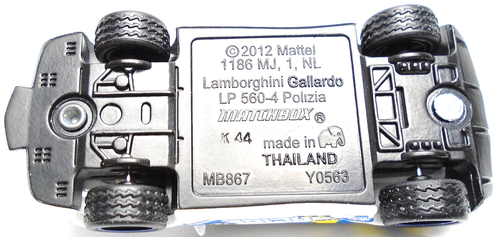 ©2012 Mattel
1186 MJ, 1, NL
Lamborghini Gallardo
LP 560-4 Polizia
MATCHBOX ®
K 44 made in
THAILAND
MB867 Y0563